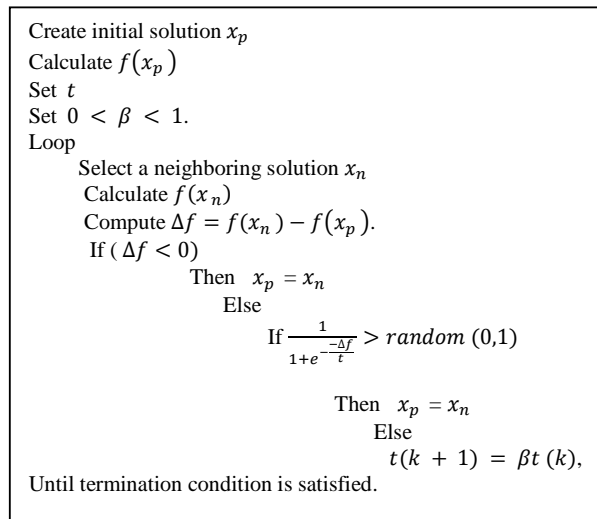 Create initial solution x_p
Calculate f(x_p)
Set t
Set 0 < β < 1.
Loop
Select a neighboring solution x_n
Calculate f(x_n)
Compute Δf = f(x_n) − f(x_p).
If ( Δf < 0)
Then x_p = x_n
Else
If \frac{1}{1+e^{-\frac{-Δf}{t}}} > random (0,1)
Then x_p = x_n
Else
t(k + 1) = βt (k),
Until termination condition is satisfied.